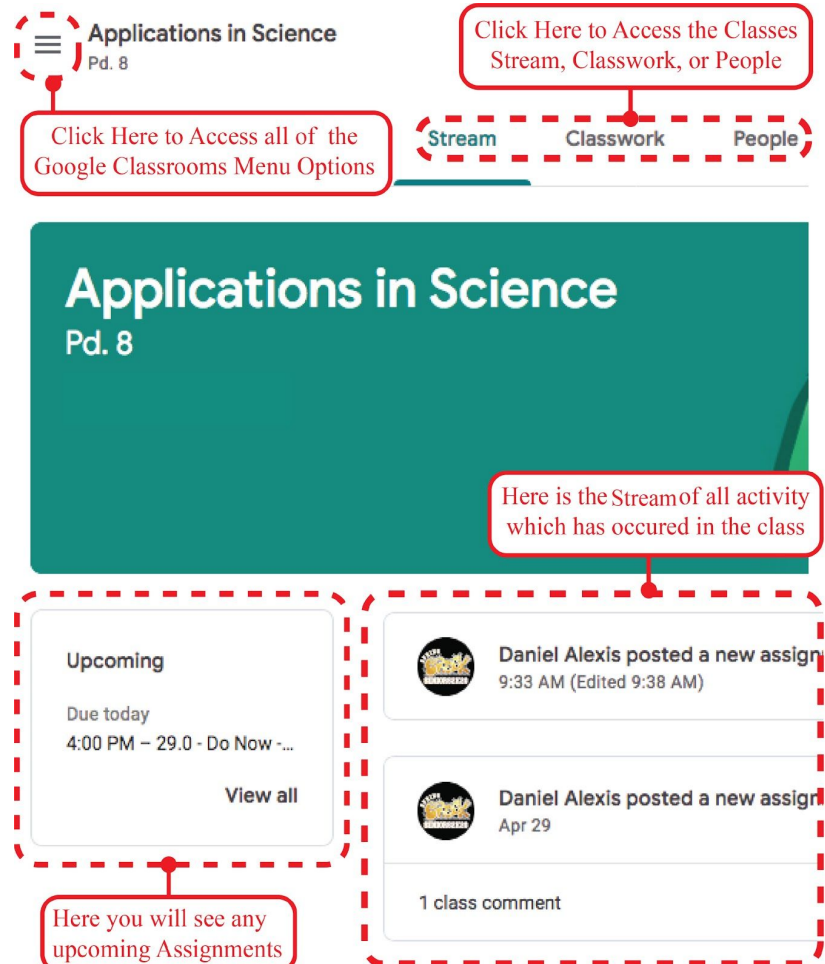 Applications in Science
Pd. 8
Click Here to Access the Classes
Stream, Classwork, or People
Click Here to Access all of the
Google Classrooms Menu Options
Stream Classwork People
Applications in Science
Pd. 8
Here is the Stream of all activity
which has occured in the class
Upcoming
Due today
4:00 PM – 29.0 - Do Now -...
View all
Daniel Alexis posted a new assign
9:33 AM (Edited 9:38 AM)
Daniel Alexis posted a new assign
Apr 29
1 class comment
Here you will see any
upcoming Assignments